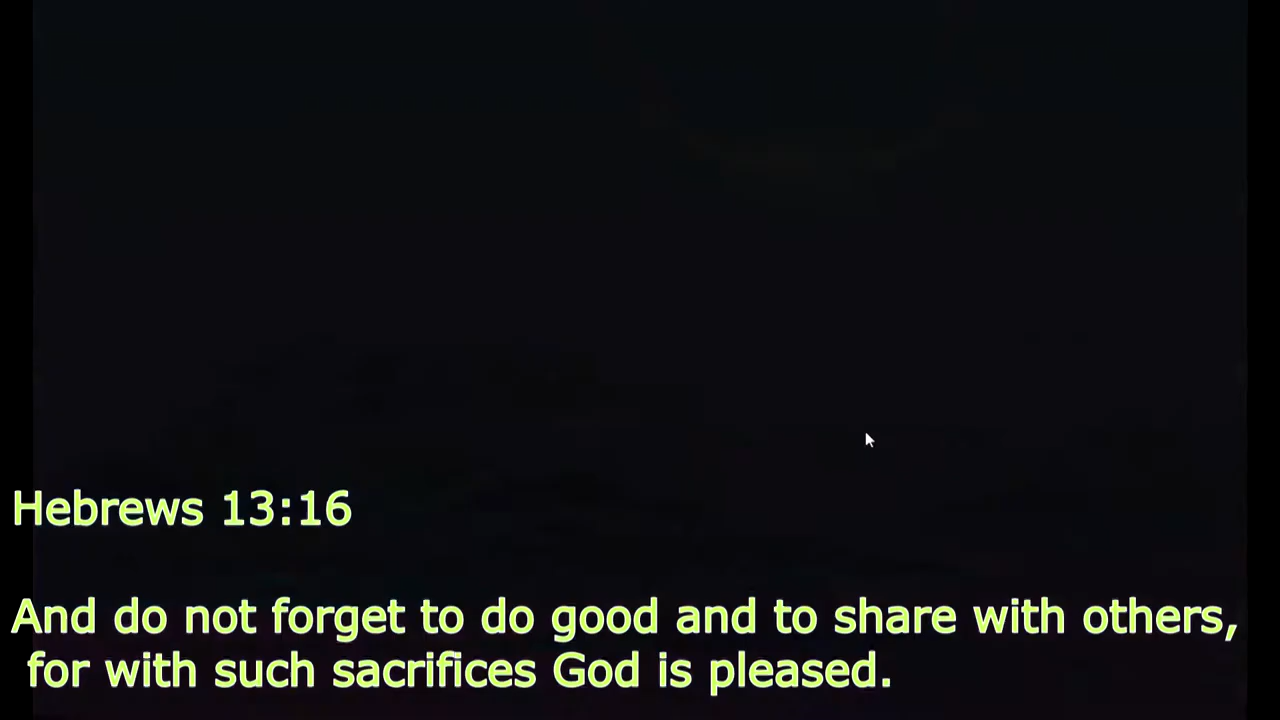 Hebrews 13:16
And do not forget to do good and to share with others,
for with such sacrifices God is pleased.